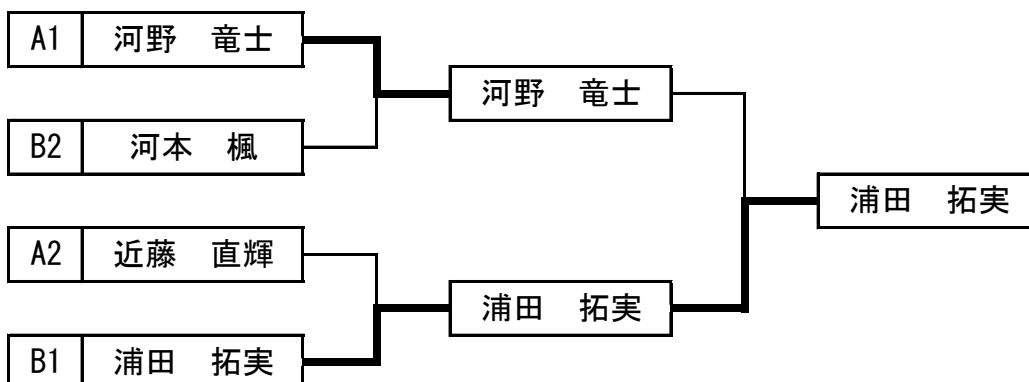 A1 河野　竜士
河野　竜士
B2 河本　楓
浦田　拓実
A2 近藤　直輝
浦田　拓実
B1 浦田　拓実